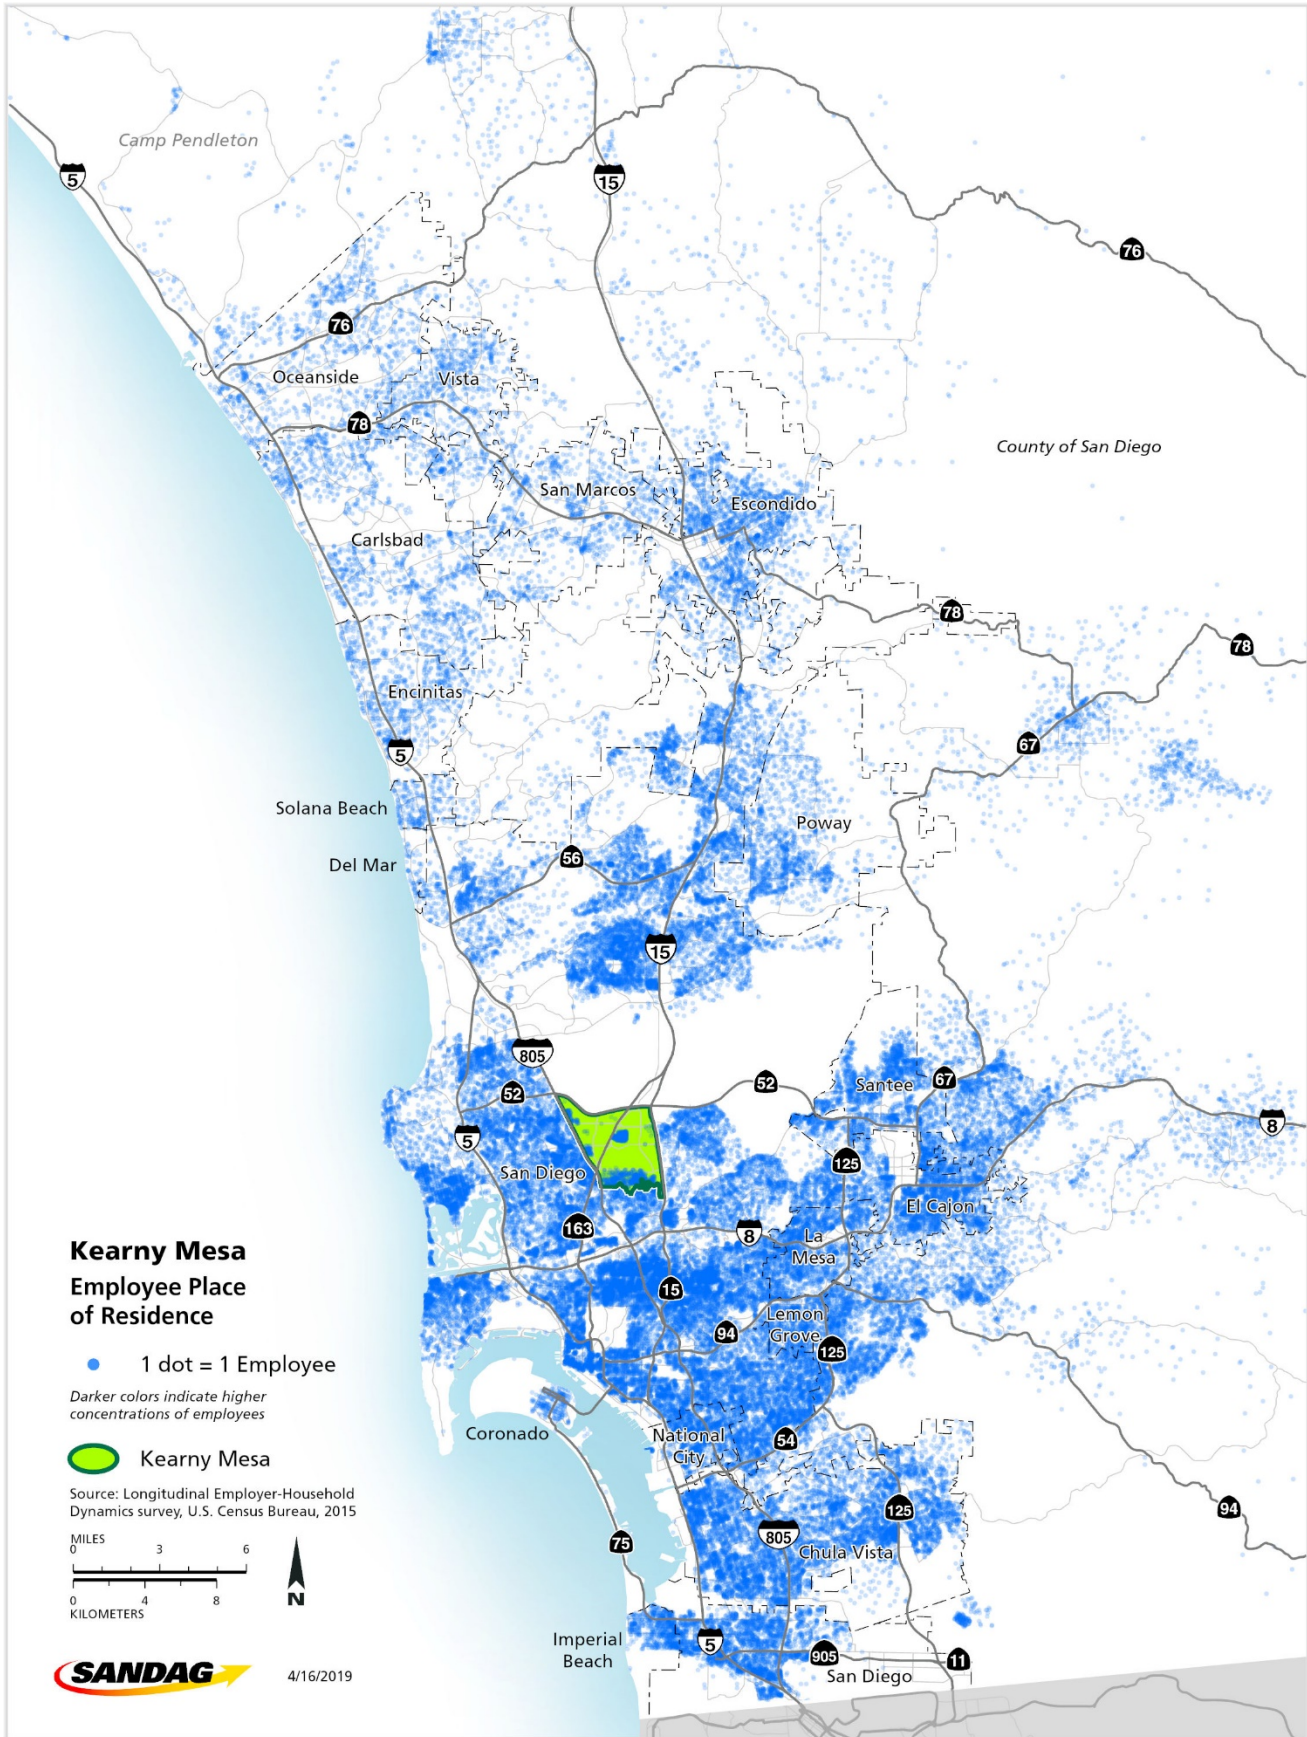 Camp Pendleton
5
15
76
76
Oceanside
Vista
78
County of San Diego
San Marcos
Escondido
Carlsbad
78
78
Encinitas
67
5
Solana Beach
Poway
Del Mar
56
15
805
52
Santee
67
52
5
8
125
San Diego
El Cajon
163
8
La
Mesa
Kearny Mesa
Employee Place
of Residence
15
Lemon
Grove
94
125
1 dot = 1 Employee
Darker colors indicate higher
concentrations of employees
Coronado
National
City
54
Kearny Mesa
Source: Longitudinal Employer-Household
Dynamics survey, U.S. Census Bureau, 2015
125
94
MILES
0 3 6
75
805
Chula Vista
0 4 8
KILOMETERS
N
Imperial
Beach
5
905
11
San Diego
SANDAG
4/16/2019